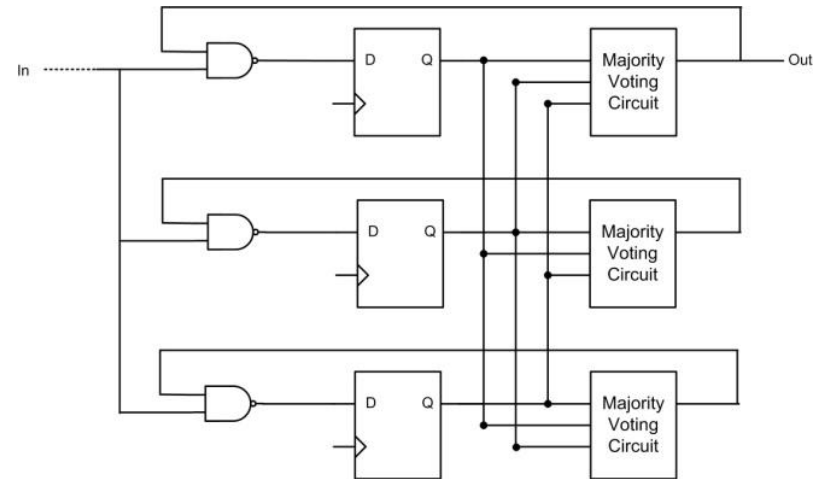 In
D
Q
Majority
Voting
Circuit
Out
D
Q
Majority
Voting
Circuit
D
Q
Majority
Voting
Circuit